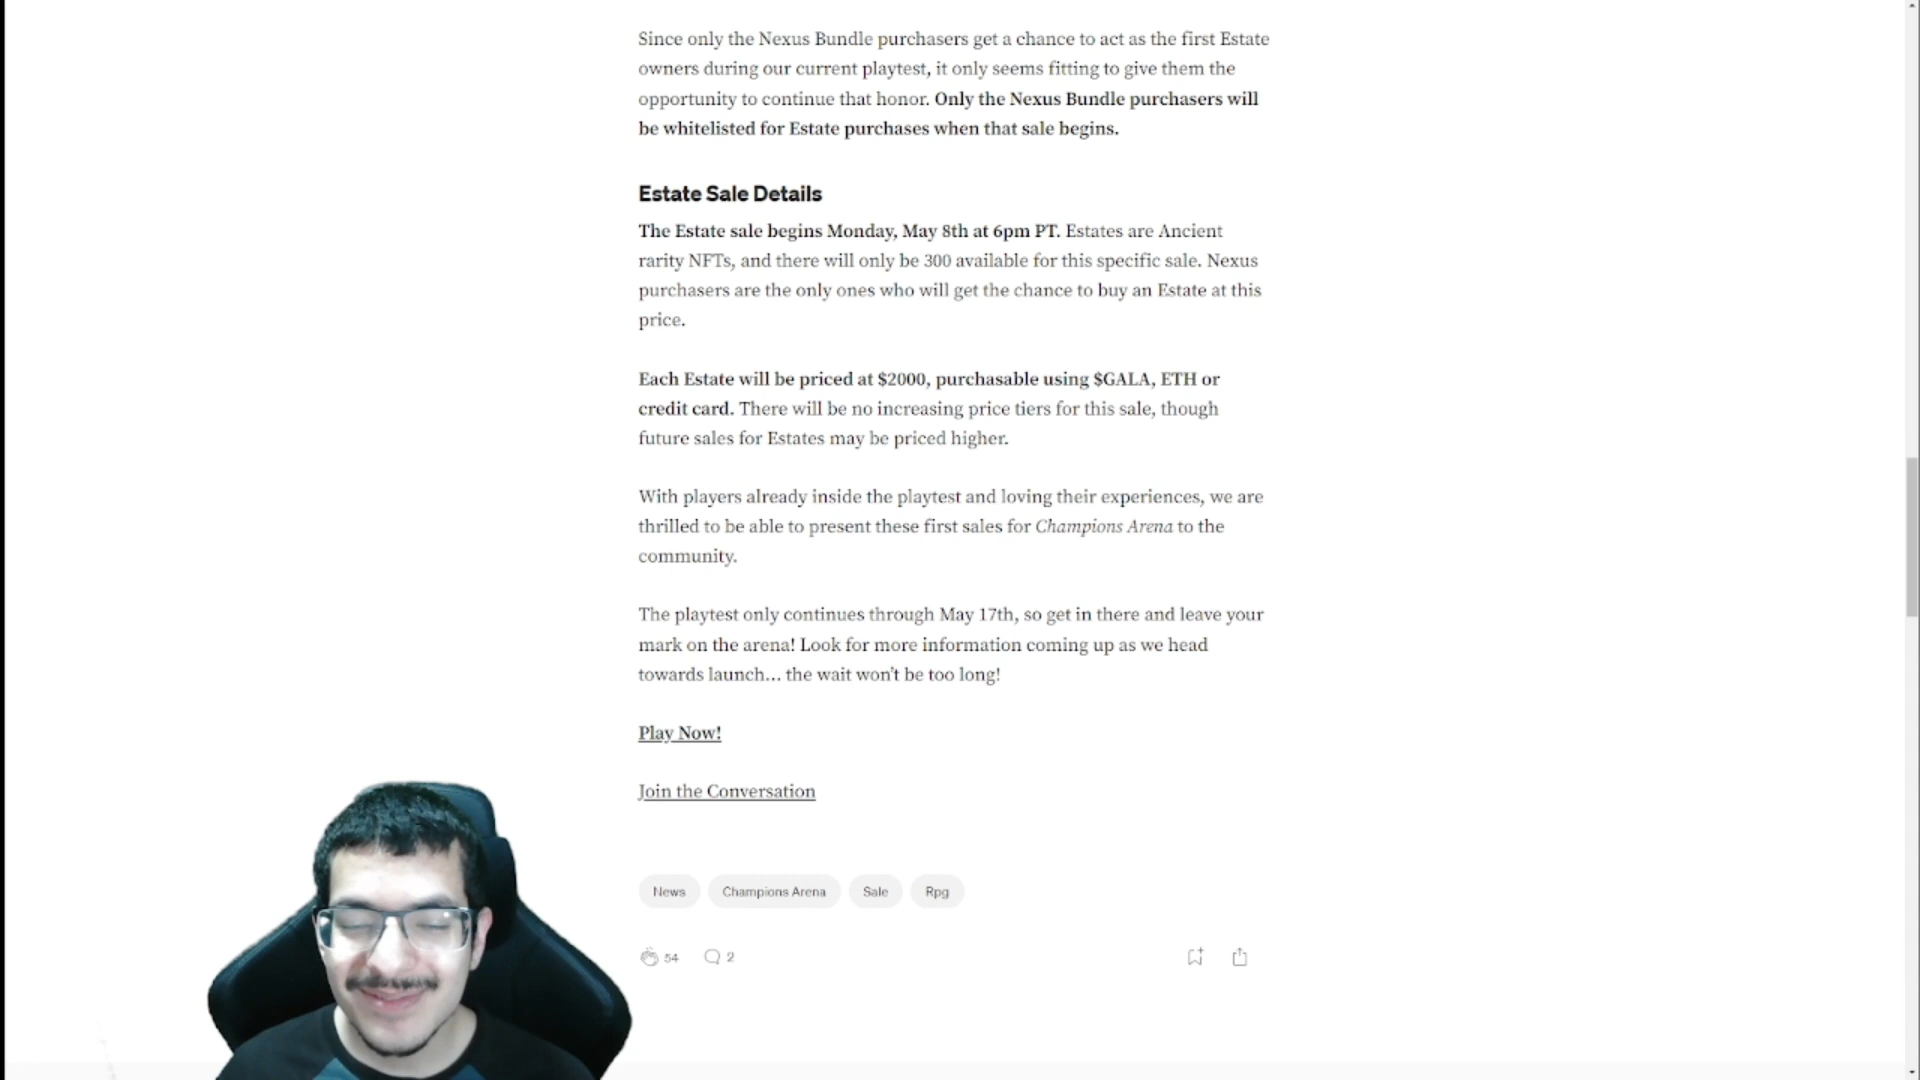 Since only the Nexus Bundle purchasers get a chance to act as the first Estate
owners during our current playtest, it only seems fitting to give them the
opportunity to continue that honor. Only the Nexus Bundle purchasers will
be whitelisted for Estate purchases when that sale begins.
Estate Sale Details
The Estate sale begins Monday, May 8th at 6pm PT. Estates are Ancient
rarity NFTs, and there will only be 300 available for this specific sale. Nexus
purchasers are the only ones who will get the chance to buy an Estate at this
price.
Each Estate will be priced at $2000, purchasable using $GALA, ETH or
credit card. There will be no increasing price tiers for this sale, though
future sales for Estates may be priced higher.
With players already inside the playtest and loving their experiences, we are
thrilled to be able to present these first sales for Champions Arena to the
community.
The playtest only continues through May 17th, so get in there and leave your
mark on the arena! Look for more information coming up as we head
towards launch… the wait won't be too long!
Play Now!
Join the Conversation
News Champions Arena Sale Rpg
54 2